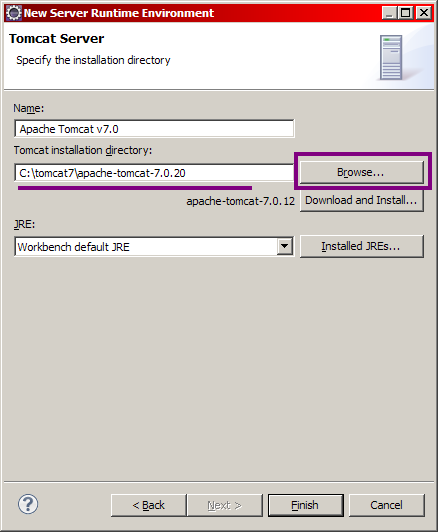 New Server Runtime Environment
Tomcat Server
Specify the installation directory
Name:
Apache Tomcat v7.0
Tomcat installation directory:
C:\tomcat7\apache-tomcat-7.0.20
Browse...
apache-tomcat-7.0.12
Download and Install...
JRE:
Workbench default JRE
Installed JREs...
?
< Back
Next >
Finish
Cancel